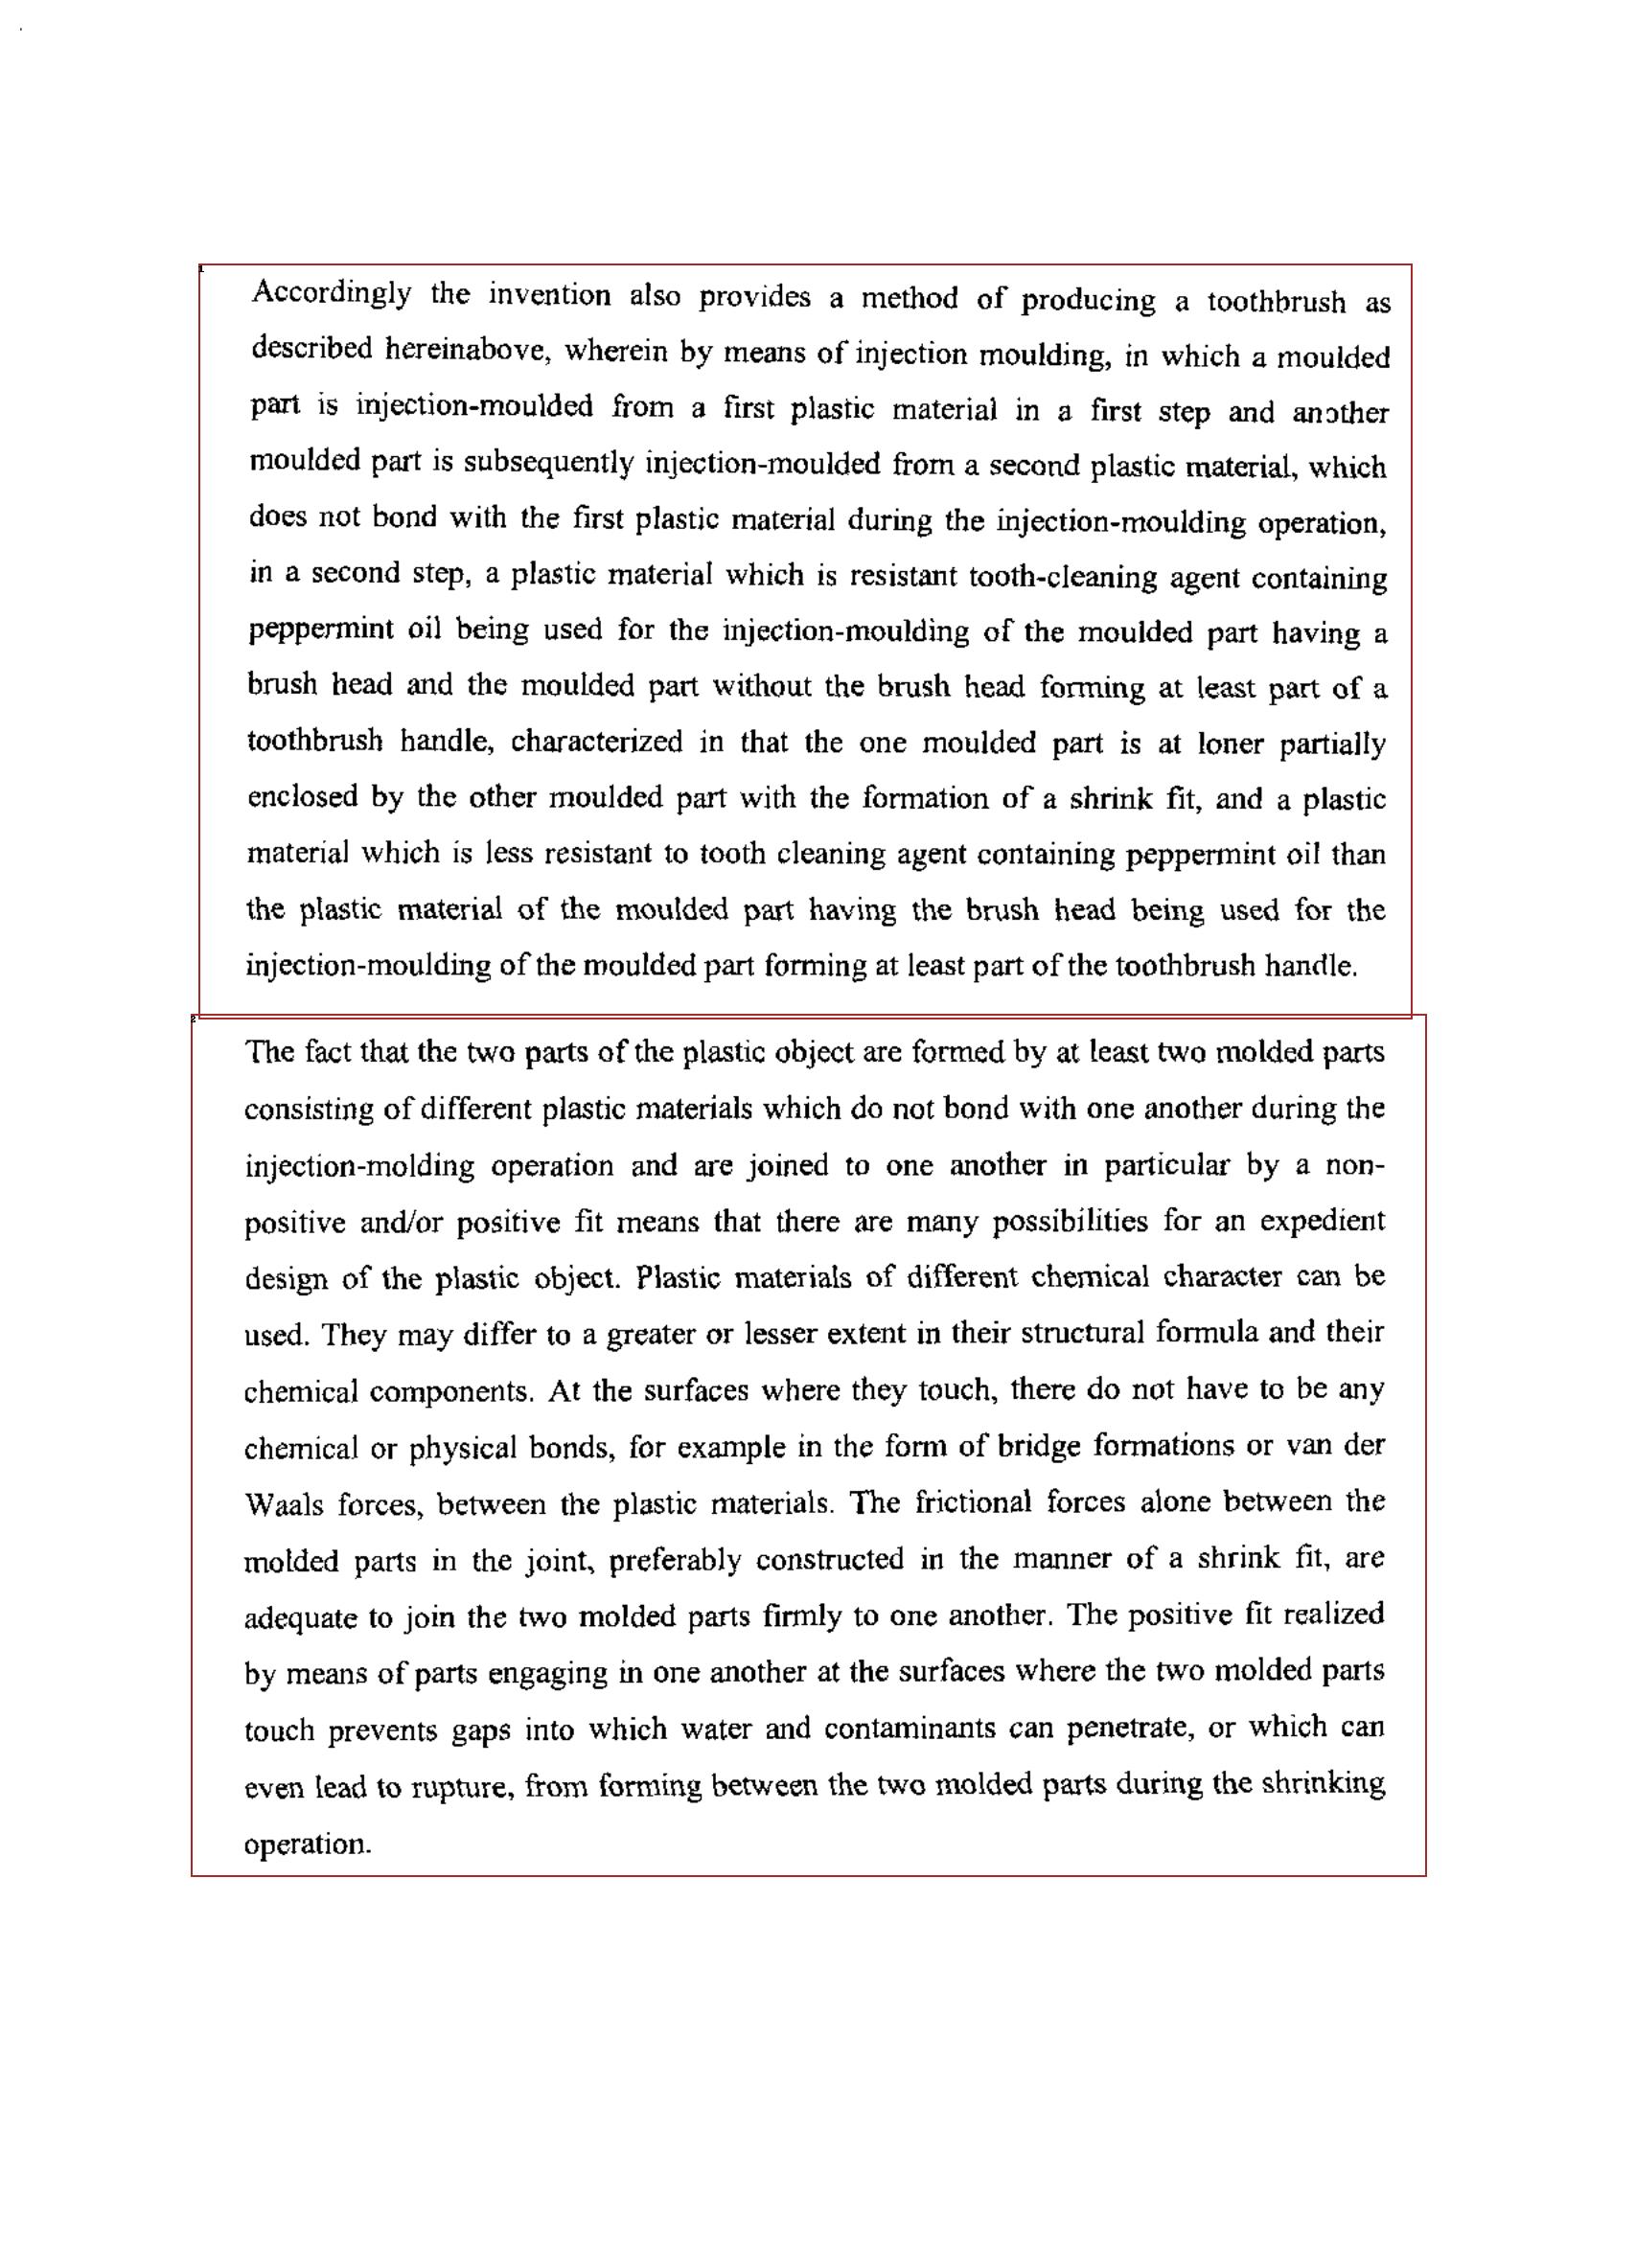 Accordingly the invention also provides a method of producing a toothbrush as
described hereinabove, wherein by means of injection moulding, in which a moulded
part is injection-moulded from a first plastic material in a first step and another
moulded part is subsequently injection-moulded from a second plastic material, which
does not bond with the first plastic material during the injection-moulding operation,
in a second step, a plastic material which is resistant tooth-cleaning agent containing
peppermint oil being used for the injection-moulding of the moulded part having a
brush head and the moulded part without the brush head forming at least part of a
toothbrush handle, characterized in that the one moulded part is at loner partially
enclosed by the other moulded part with the formation of a shrink fit, and a plastic
material which is less resistant to tooth cleaning agent containing peppermint oil than
the plastic material of the moulded part having the brush head being used for the
injection-moulding of the moulded part forming at least part of the toothbrush handle.
The fact that the two parts of the plastic object are formed by at least two molded parts
consisting of different plastic materials which do not bond with one another during the
injection-molding operation and are joined to one another in particular by a non-
positive and/or positive fit means that there are many possibilities for an expedient
design of the plastic object. Plastic materials of different chemical character can be
used. They may differ to a greater or lesser extent in their structural formula and their
chemical components. At the surfaces where they touch, there do not have to be any
chemical or physical bonds, for example in the form of bridge formations or van der
Waals forces, between the plastic materials. The frictional forces alone between the
molded parts in the joint, preferably constructed in the manner of a shrink fit, are
adequate to join the two molded parts firmly to one another. The positive fit realized
by means of parts engaging in one another at the surfaces where the two molded parts
touch prevents gaps into which water and contaminants can penetrate, or which can
even lead to rupture, from forming between the two molded parts during the shrinking
operation.